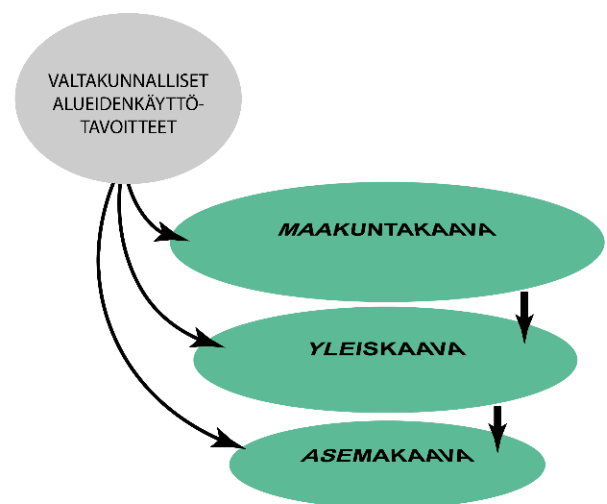 VALTAKUNNALLISET
ALUEIDENKÄYTTÖ-
TAVOITTEET
MAAKUNTAKAAVA
YLEISKAAVA
ASEMAKAAVA